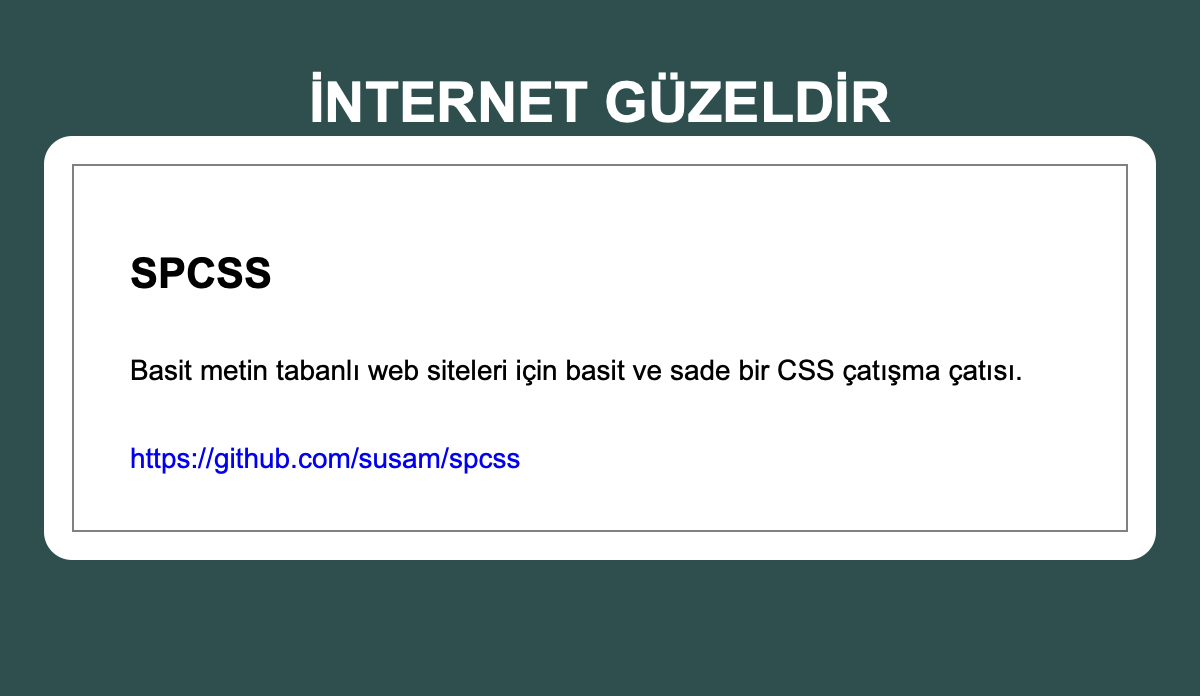 İNTERNET GÜZELDİR
SPCSS
Basit metin tabanlı web siteleri için basit ve sade bir CSS çatışma çatısı.
https://github.com/susam/spcss